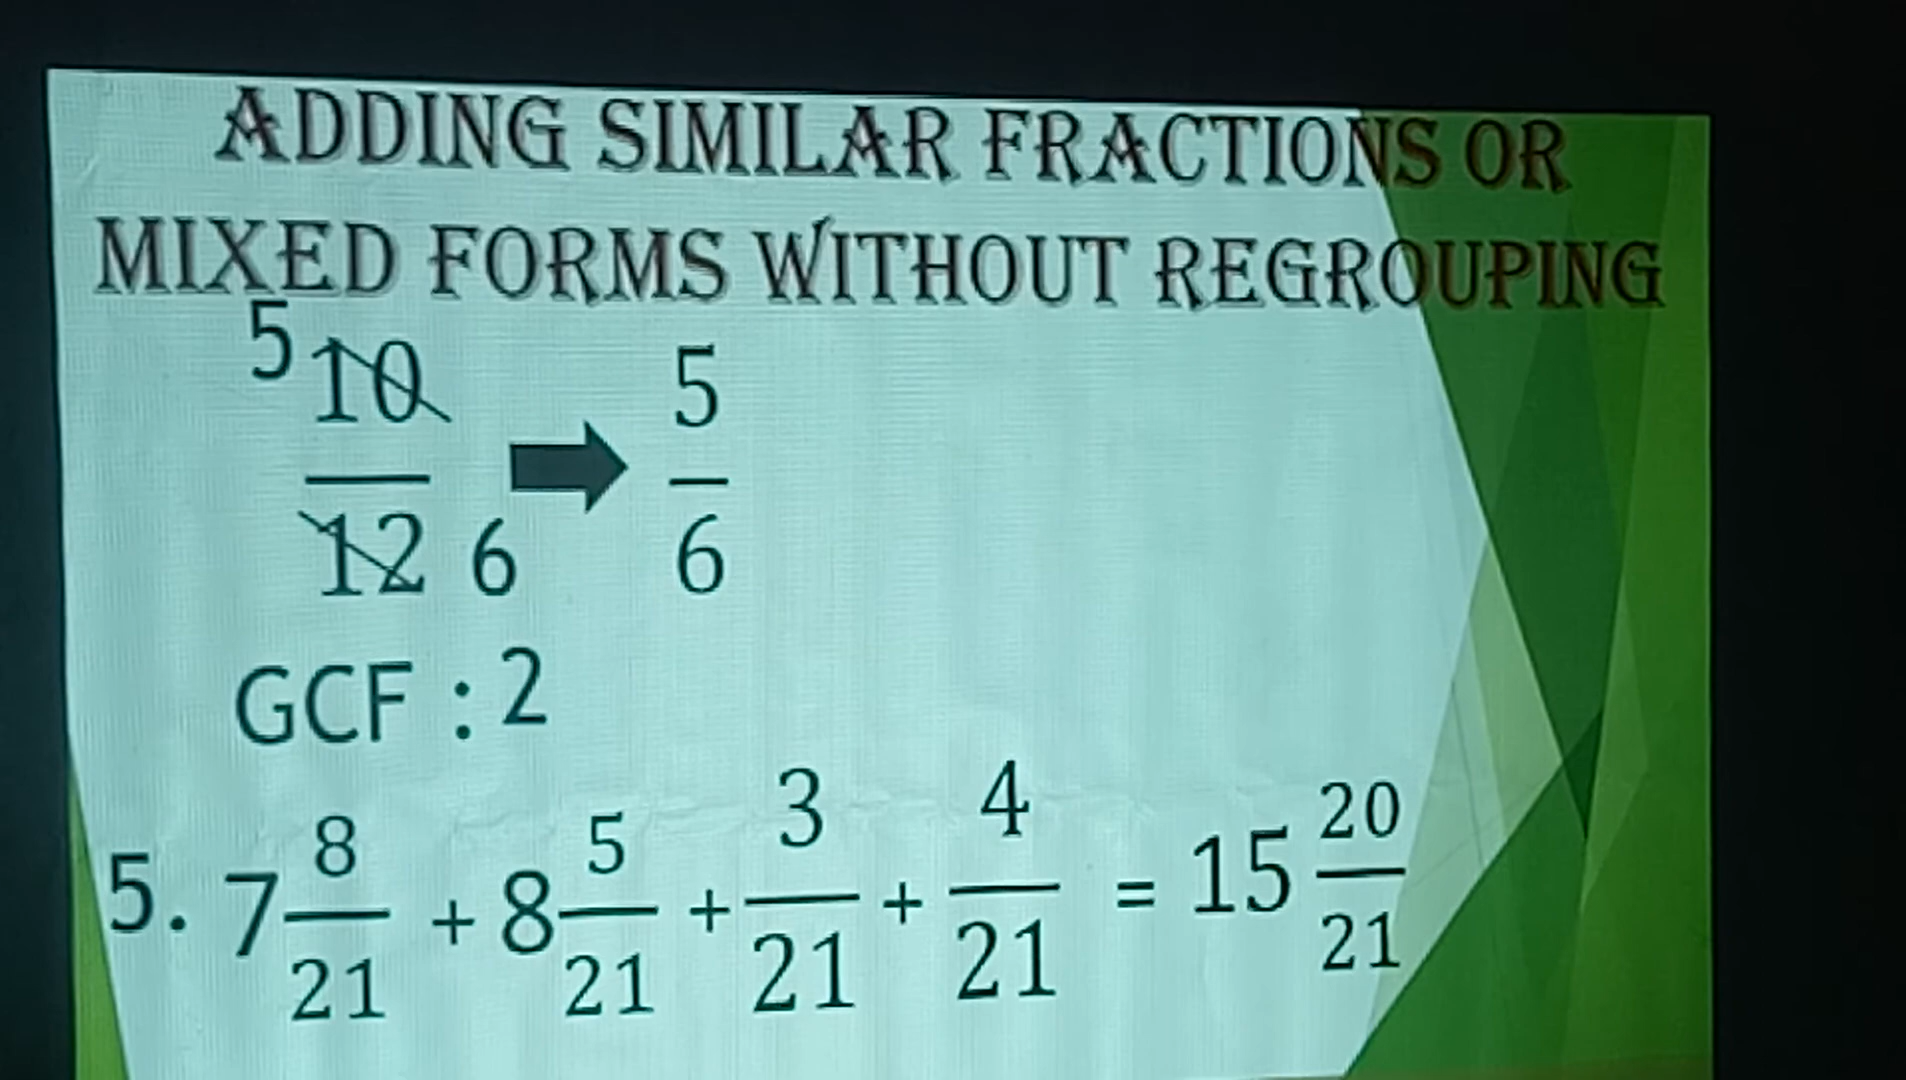 ADDING SIMILAR FRACTIONS OR
MIXED FORMS WITHOUT REGROUPING
5 10/12 6 5/6
GCF : 2
5. 7 8/21 + 8 5/21 + 3/21 + 4/21 = 15 20/21